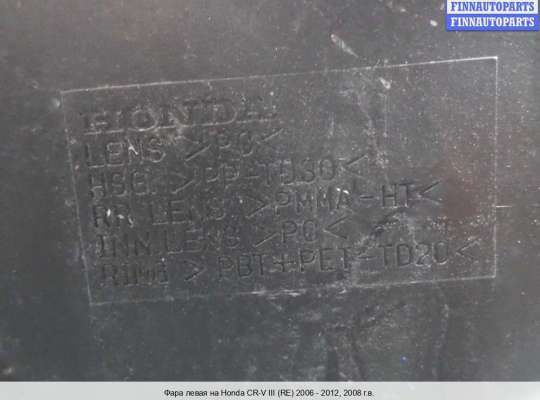 FINNAUTOPARTS
FINNAUTOPARTS
HONDA
LENS >PC<
HSG. >PP-TD30<
RR LENS >PMMA-HT<
INN LENS >PC<
>PBT+PET-TD20<
Фара левая на Honda CR-V III (RE) 2006 - 2012, 2008 г.в.